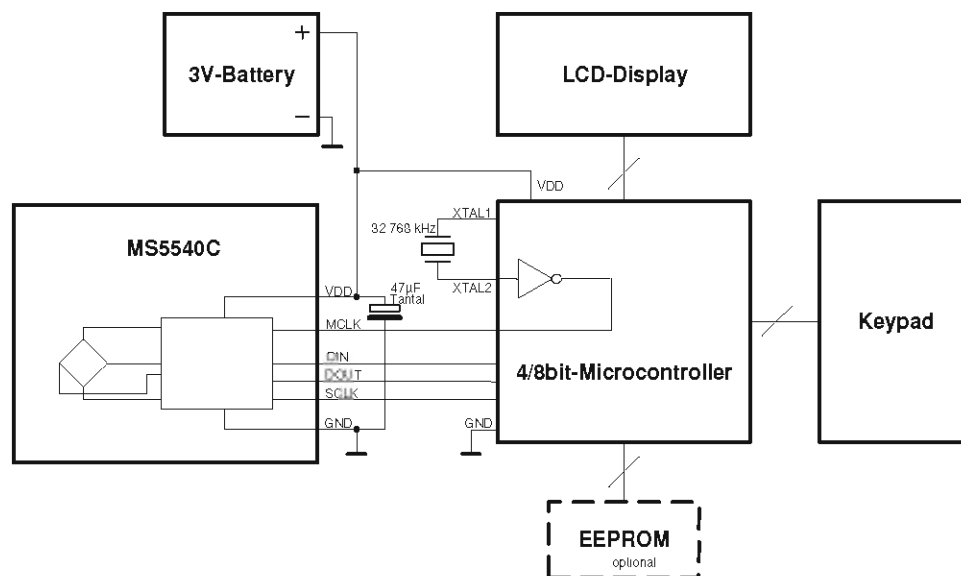 +
3V-Battery
−
LCD-Display
VDD
MS5540C
XTAL1
32 768 kHz
XTAL2
VDD
47µF
Tantal
MCLK
DIN
DOUT
SCLK
GND
GND
4/8bit-Microcontroller
Keypad
EEPROM
optional